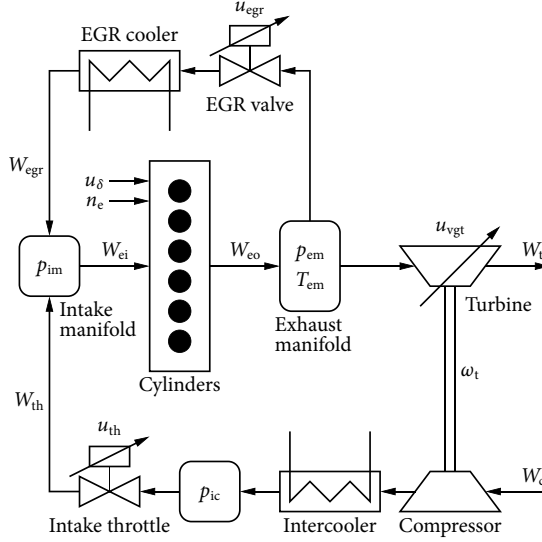 u_egr
EGR cooler
EGR valve
W_egr
u_δ
n_e
u_vgt
W_ei
W_eo
W_t
p_im
p_em
T_em
Intake
manifold
Turbine
Exhaust
manifold
Cylinders
ω_t
W_th
u_th
W_c
p_ic
Intake throttle
Intercooler
Compressor